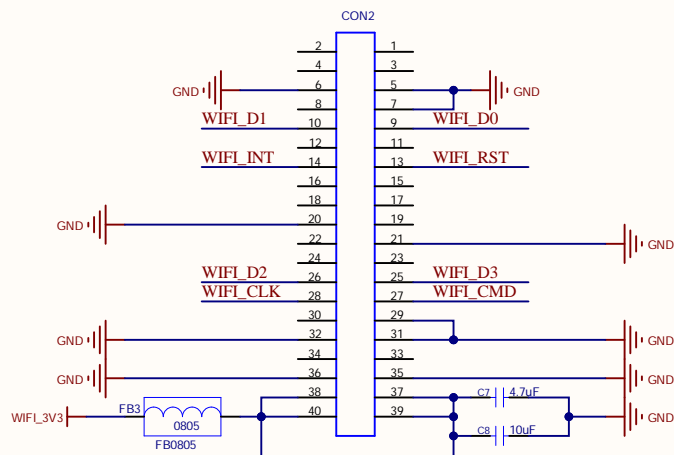 CON2
2 1
4 3
GND 6 5 GND
8 7
WIFI_D1 10 9 WIFI_D0
12 11
WIFI_INT 14 13 WIFI_RST
16 15
18 17
GND 20 19
22 21 GND
24 23
WIFI_D2 26 25 WIFI_D3
WIFI_CLK 28 27 WIFI_CMD
30 29
GND 32 31 GND
34 33
GND 36 35 GND
38 37 C7 4.7uF
WIFI_3V3 FB3 0805 40 39 GND
FB0805 C8 10uF